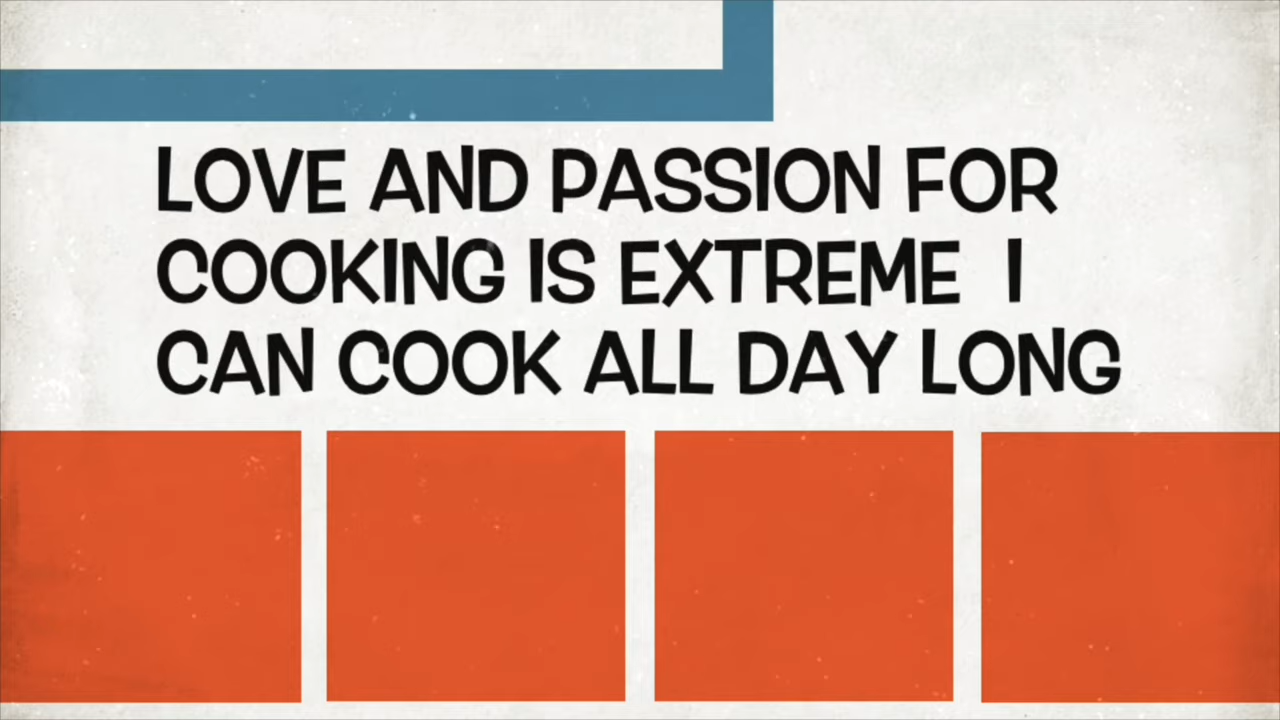 LOVE AND PASSION FOR
COOKING IS EXTREME  I
CAN COOK ALL DAY LONG